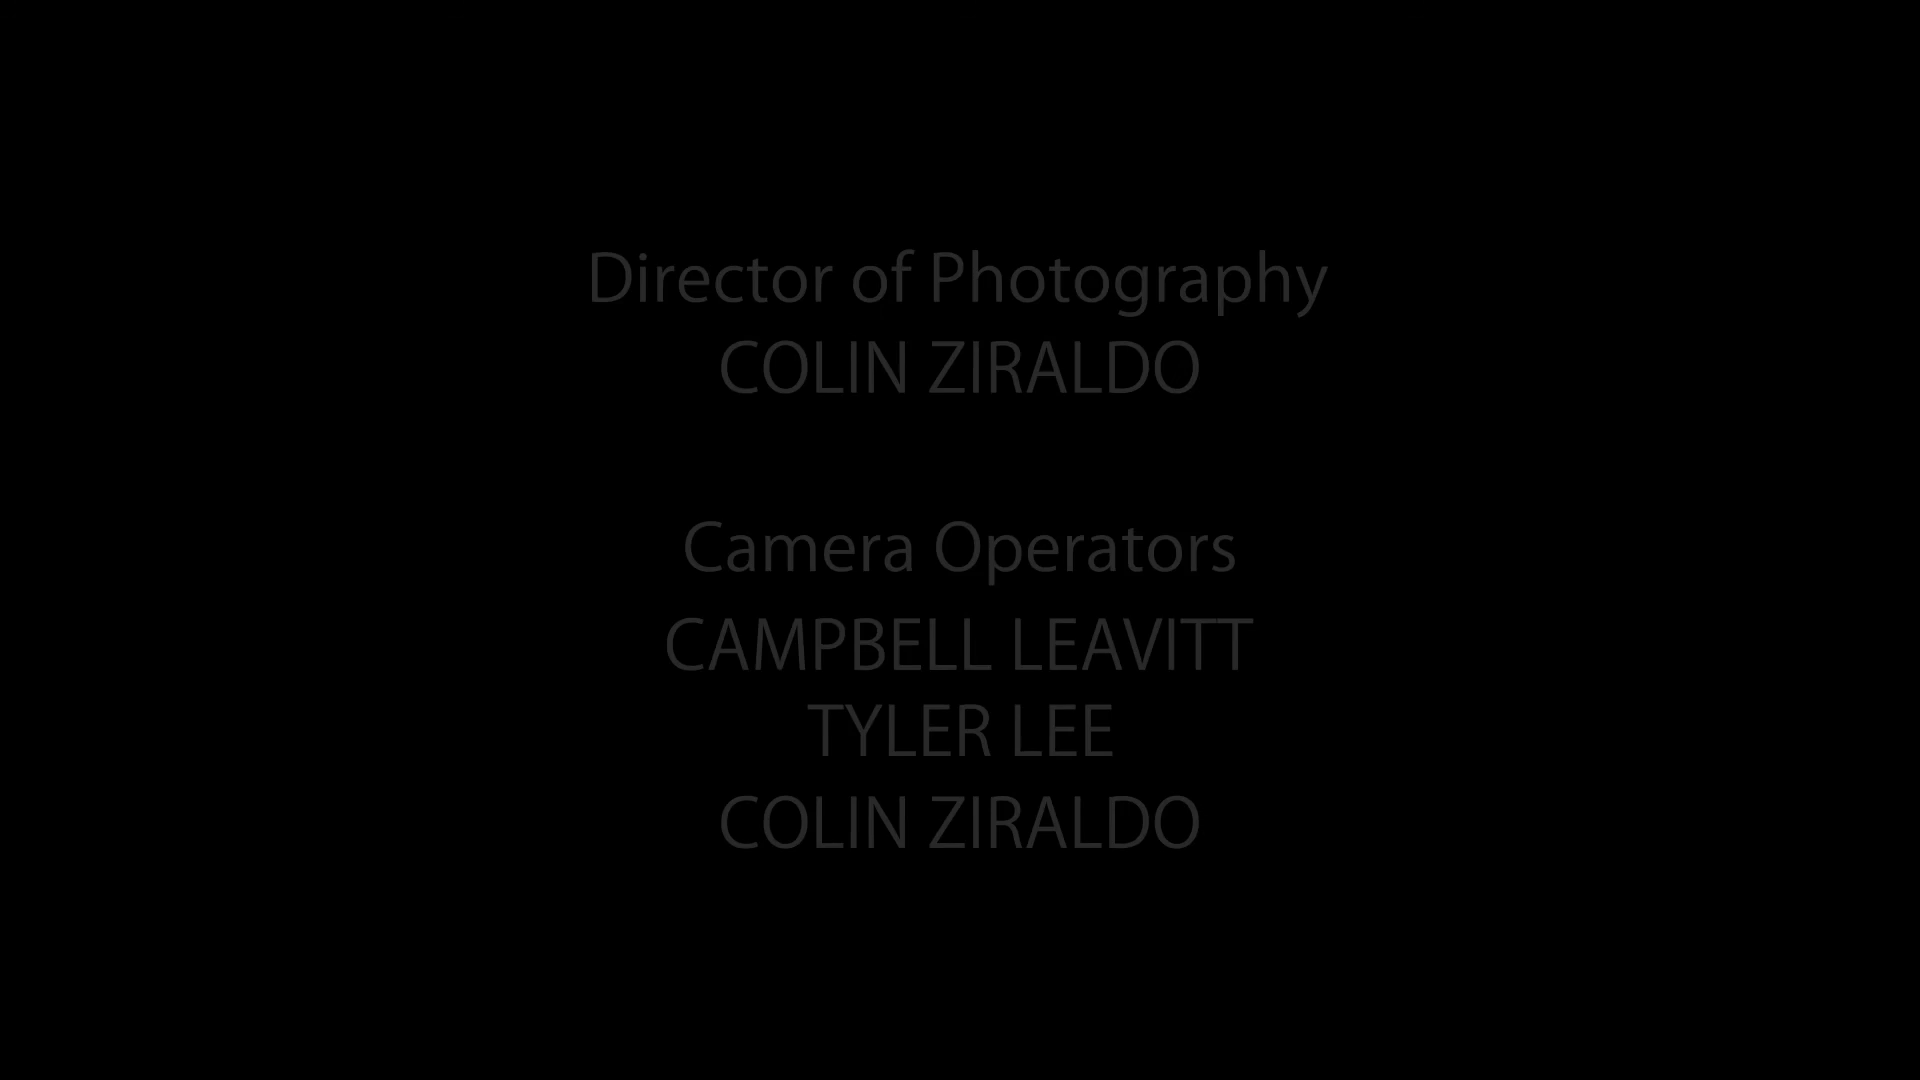 Director of Photography
COLIN ZIRALDO
Camera Operators
CAMPBELL LEAVITT
TYLER LEE
COLIN ZIRALDO